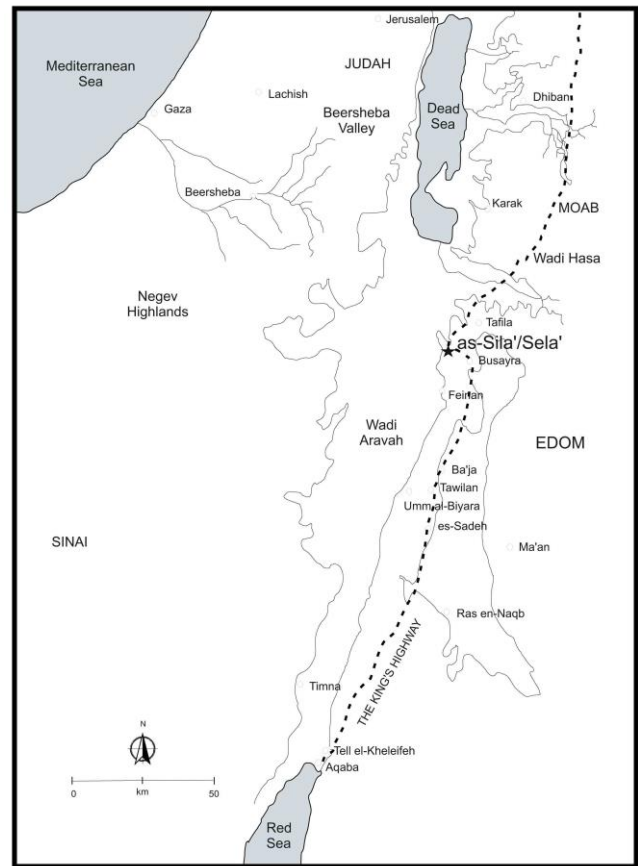 Jerusalem
Mediterranean
Sea
JUDAH
Dead
Sea
Dhiban
Lachish
Gaza
Beersheba
Valley
Beersheba
Karak
MOAB
Wadi Hasa
Negev
Highlands
Tafila
as-Sila'/Sela'
Busayra
Feinan
Wadi
Aravah
EDOM
Ba'ja
Tawilan
Umm al-Biyara
es-Sadeh
SINAI
Ma'an
Ras en-Naqb
THE KING'S HIGHWAY
Timna
N
Tell el-Kheleifeh
Aqaba
0 50
km
Red
Sea